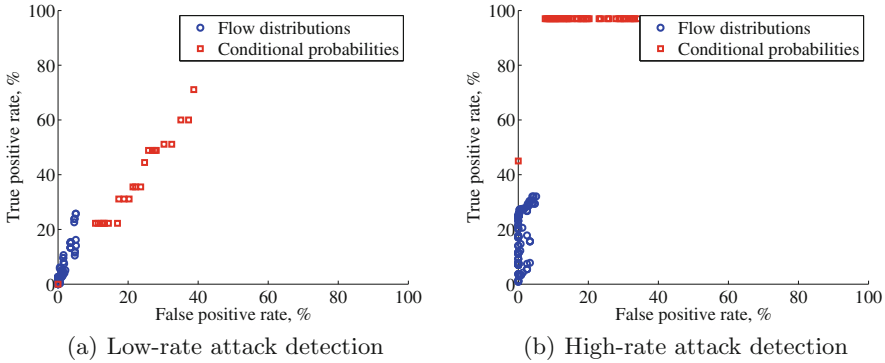 100
80
60
40
20
0
0
20
40
60
80
100
True positive rate, %
False positive rate, %
Flow distributions
Conditional probabilities
(a) Low-rate attack detection
100
80
60
40
20
0
0
20
40
60
80
100
True positive rate, %
False positive rate, %
Flow distributions
Conditional probabilities
(b) High-rate attack detection